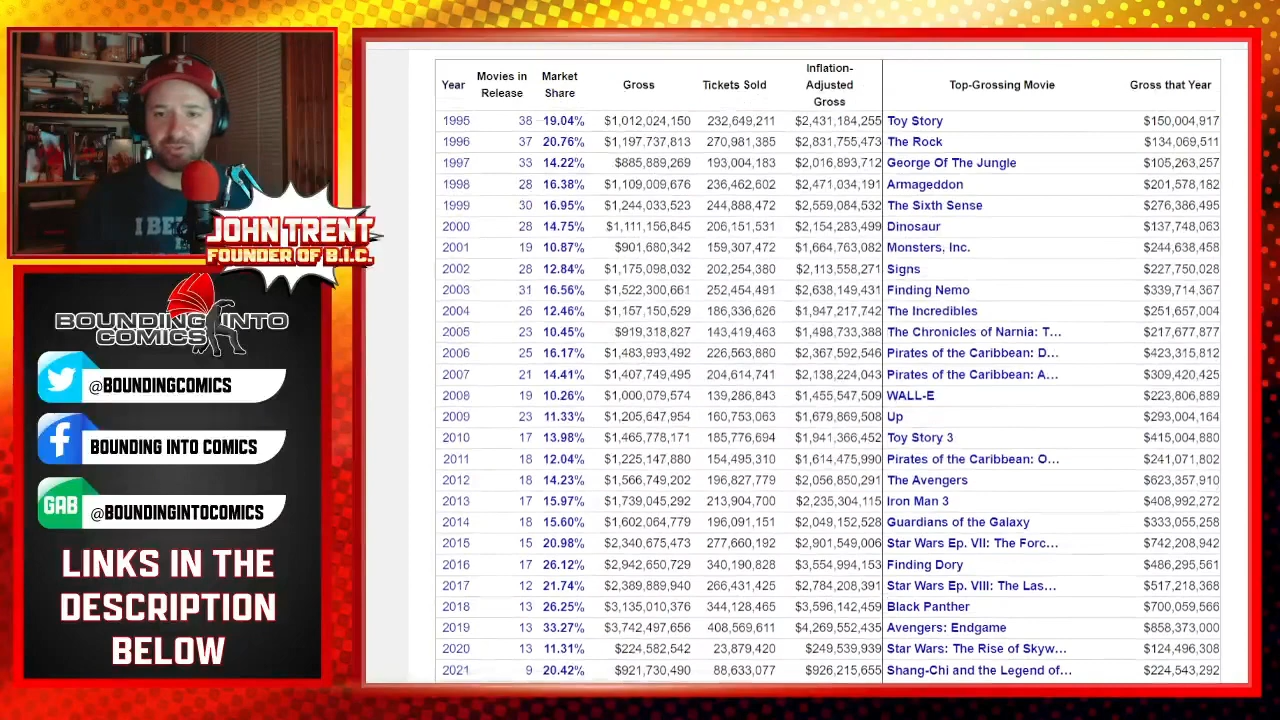 JOHN TRENT
FOUNDER OF B.I.C.
BOUNDING INTO
COMICS
@BOUNDINGCOMICS
BOUNDING INTO COMICS
GAB
@BOUNDINGINTOCOMICS
LINKS IN THE
DESCRIPTION
BELOW
Year Movies in Release Market Share Gross Tickets Sold Inflation-Adjusted Gross Top-Grossing Movie Gross that Year
1995 38 19.04% $1,012,024,150 232,649,211 $2,431,184,255 Toy Story $150,004,917
1996 37 20.76% $1,197,737,813 270,981,385 $2,831,755,473 The Rock $134,069,511
1997 33 14.22% $885,889,269 193,004,183 $2,016,893,712 George Of The Jungle $105,263,257
1998 28 16.38% $1,109,009,676 236,462,602 $2,471,034,191 Armageddon $201,578,182
1999 30 16.95% $1,244,033,523 244,888,472 $2,559,084,532 The Sixth Sense $276,386,495
2000 28 14.75% $1,111,156,845 206,151,531 $2,154,283,499 Dinosaur $137,748,063
2001 19 10.87% $901,680,342 159,307,472 $1,664,763,082 Monsters, Inc. $244,638,458
2002 28 12.84% $1,175,098,032 202,254,380 $2,113,558,271 Signs $227,750,028
2003 31 16.56% $1,522,300,661 252,454,491 $2,638,149,431 Finding Nemo $339,714,367
2004 26 12.46% $1,157,150,529 186,336,626 $1,947,217,742 The Incredibles $251,657,004
2005 23 10.45% $919,318,827 143,419,463 $1,498,733,388 The Chronicles of Narnia: T... $217,677,877
2006 25 16.17% $1,483,993,492 226,563,880 $2,367,592,546 Pirates of the Caribbean: D... $423,315,812
2007 21 14.41% $1,407,749,495 204,614,741 $2,138,224,043 Pirates of the Caribbean: A... $309,420,425
2008 19 10.26% $1,000,079,574 139,286,843 $1,455,547,509 WALL-E $223,806,889
2009 23 11.33% $1,205,647,954 160,753,063 $1,679,869,508 Up $293,004,164
2010 17 13.98% $1,465,778,171 185,776,694 $1,941,366,452 Toy Story 3 $415,004,880
2011 18 12.04% $1,225,147,880 154,495,310 $1,614,475,990 Pirates of the Caribbean: O... $241,071,802
2012 18 14.23% $1,566,749,202 196,827,779 $2,056,850,291 The Avengers $623,357,910
2013 17 15.97% $1,739,045,292 213,904,700 $2,235,304,115 Iron Man 3 $408,992,272
2014 18 15.60% $1,602,064,779 196,091,151 $2,049,152,528 Guardians of the Galaxy $333,055,258
2015 15 20.98% $2,340,675,473 277,660,192 $2,901,549,006 Star Wars Ep. VII: The Forc... $742,208,942
2016 17 26.12% $2,942,650,729 340,190,828 $3,554,994,153 Finding Dory $486,295,561
2017 12 21.74% $2,389,889,940 266,431,425 $2,784,208,391 Star Wars Ep. VIII: The Las... $517,218,368
2018 13 26.25% $3,135,010,376 344,128,465 $3,596,142,459 Black Panther $700,059,566
2019 13 33.27% $3,742,497,656 408,569,611 $4,269,552,435 Avengers: Endgame $858,373,000
2020 13 11.31% $224,582,542 23,879,420 $249,539,939 Star Wars: The Rise of Skyw... $124,496,308
2021 9 20.42% $921,730,490 88,633,077 $926,215,655 Shang-Chi and the Legend of... $224,543,292